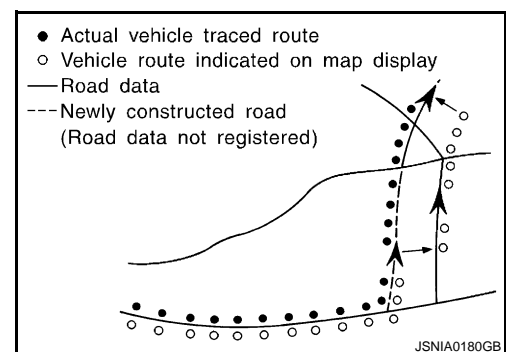 ● Actual vehicle traced route
○ Vehicle route indicated on map display
Road data
Newly constructed road
(Road data not registered)
JSNIA0180GB